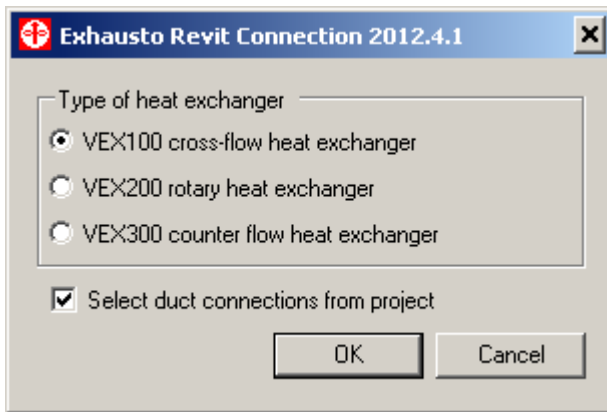 Exhausto Revit Connection 2012.4.1
Type of heat exchanger
VEX100 cross-flow heat exchanger
VEX200 rotary heat exchanger
VEX300 counter flow heat exchanger
Select duct connections from project
OK Cancel